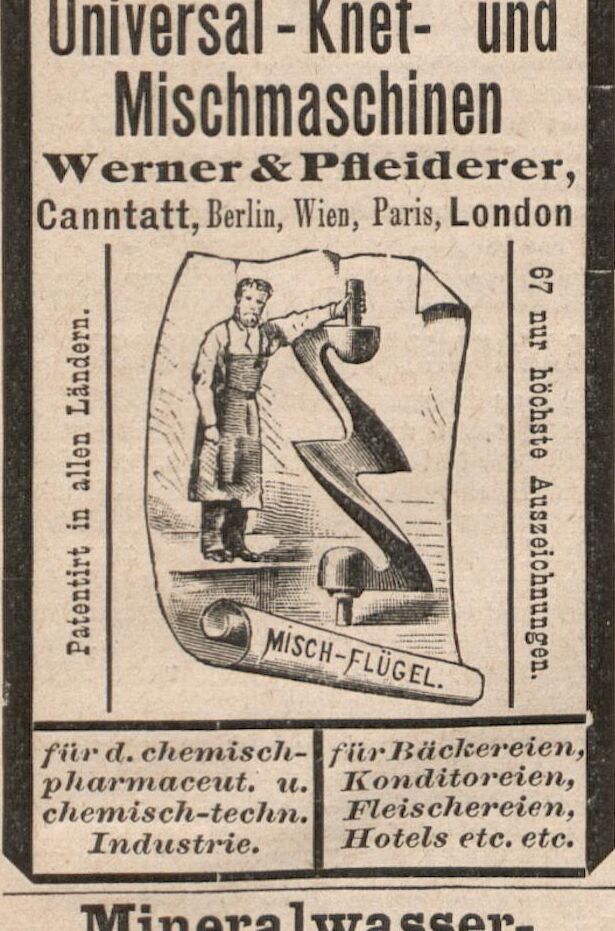 Universal-Knet- und
Mischmaschinen
Werner & Pfleiderer,
Canntatt, Berlin, Wien, Paris, London
Patentirt in allen Ländern.
67 nur höchste Auszeichnungen.
MISCH-FLÜGEL.
für d. chemisch-
pharmaceut. u.
chemisch-techn.
Industrie.
für Bäckereien,
Konditoreien,
Fleischereien,
Hotels etc. etc.
Mineralwasser-